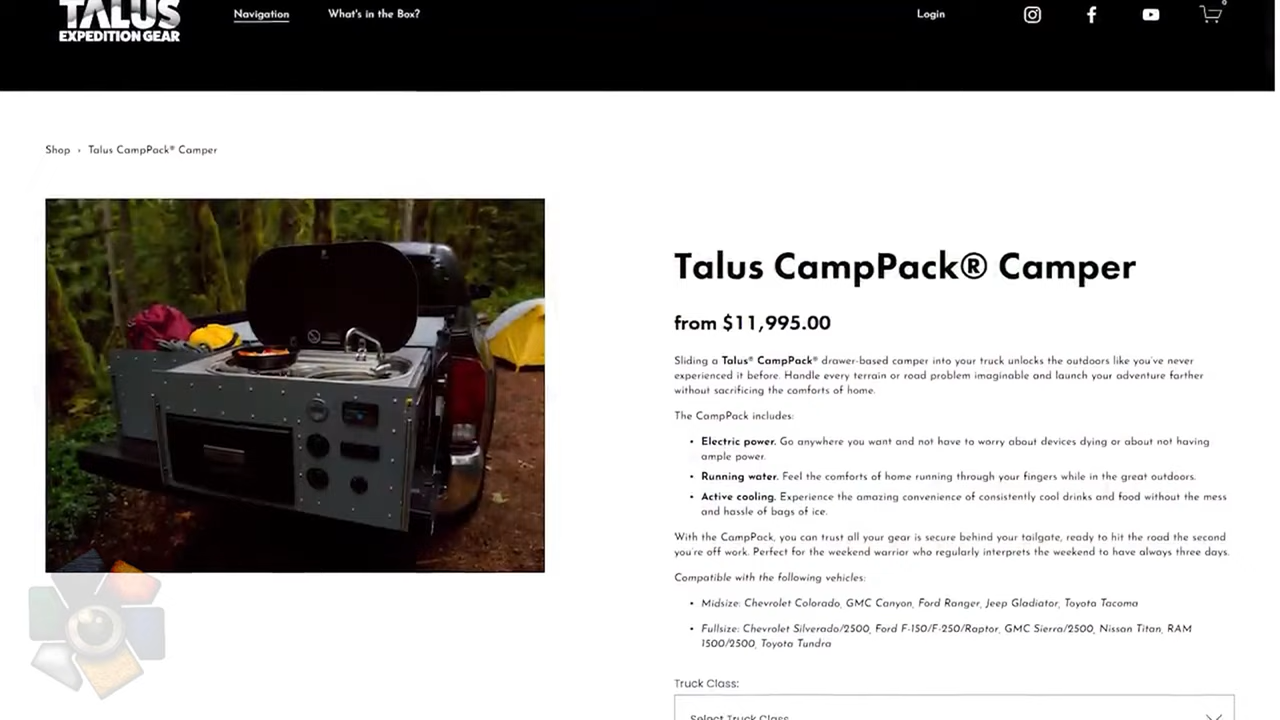 TALUS
EXPEDITION GEAR
Navigation
What's in the Box?
Login
0
Shop › Talus CampPack® Camper
Talus CampPack® Camper
from $11,995.00
Sliding a Talus® CampPack® drawer-based camper into your truck unlocks the outdoors like you've never
experienced it before. Handle every terrain or road problem imaginable and launch your adventure farther
without sacrificing the comforts of home.
The CampPack includes:
• Electric power. Go anywhere you want and not have to worry about devices dying or about not having
ample power.
• Running water. Feel the comforts of home running through your fingers while in the great outdoors.
• Active cooling. Experience the amazing convenience of consistently cool drinks and food without the mess
and hassle of bags of ice.
With the CampPack, you can trust all your gear is secure behind your tailgate, ready to hit the road the second
you're off work. Perfect for the weekend warrior who regularly interprets the weekend to have always three days.
Compatible with the following vehicles:
• Midsize: Chevrolet Colorado, GMC Canyon, Ford Ranger, Jeep Gladiator, Toyota Tacoma
• Fullsize: Chevrolet Silverado/2500, Ford F-150/F-250/Raptor, GMC Sierra/2500, Nissan Titan, RAM
1500/2500, Toyota Tundra
Truck Class:
Select Truck Class